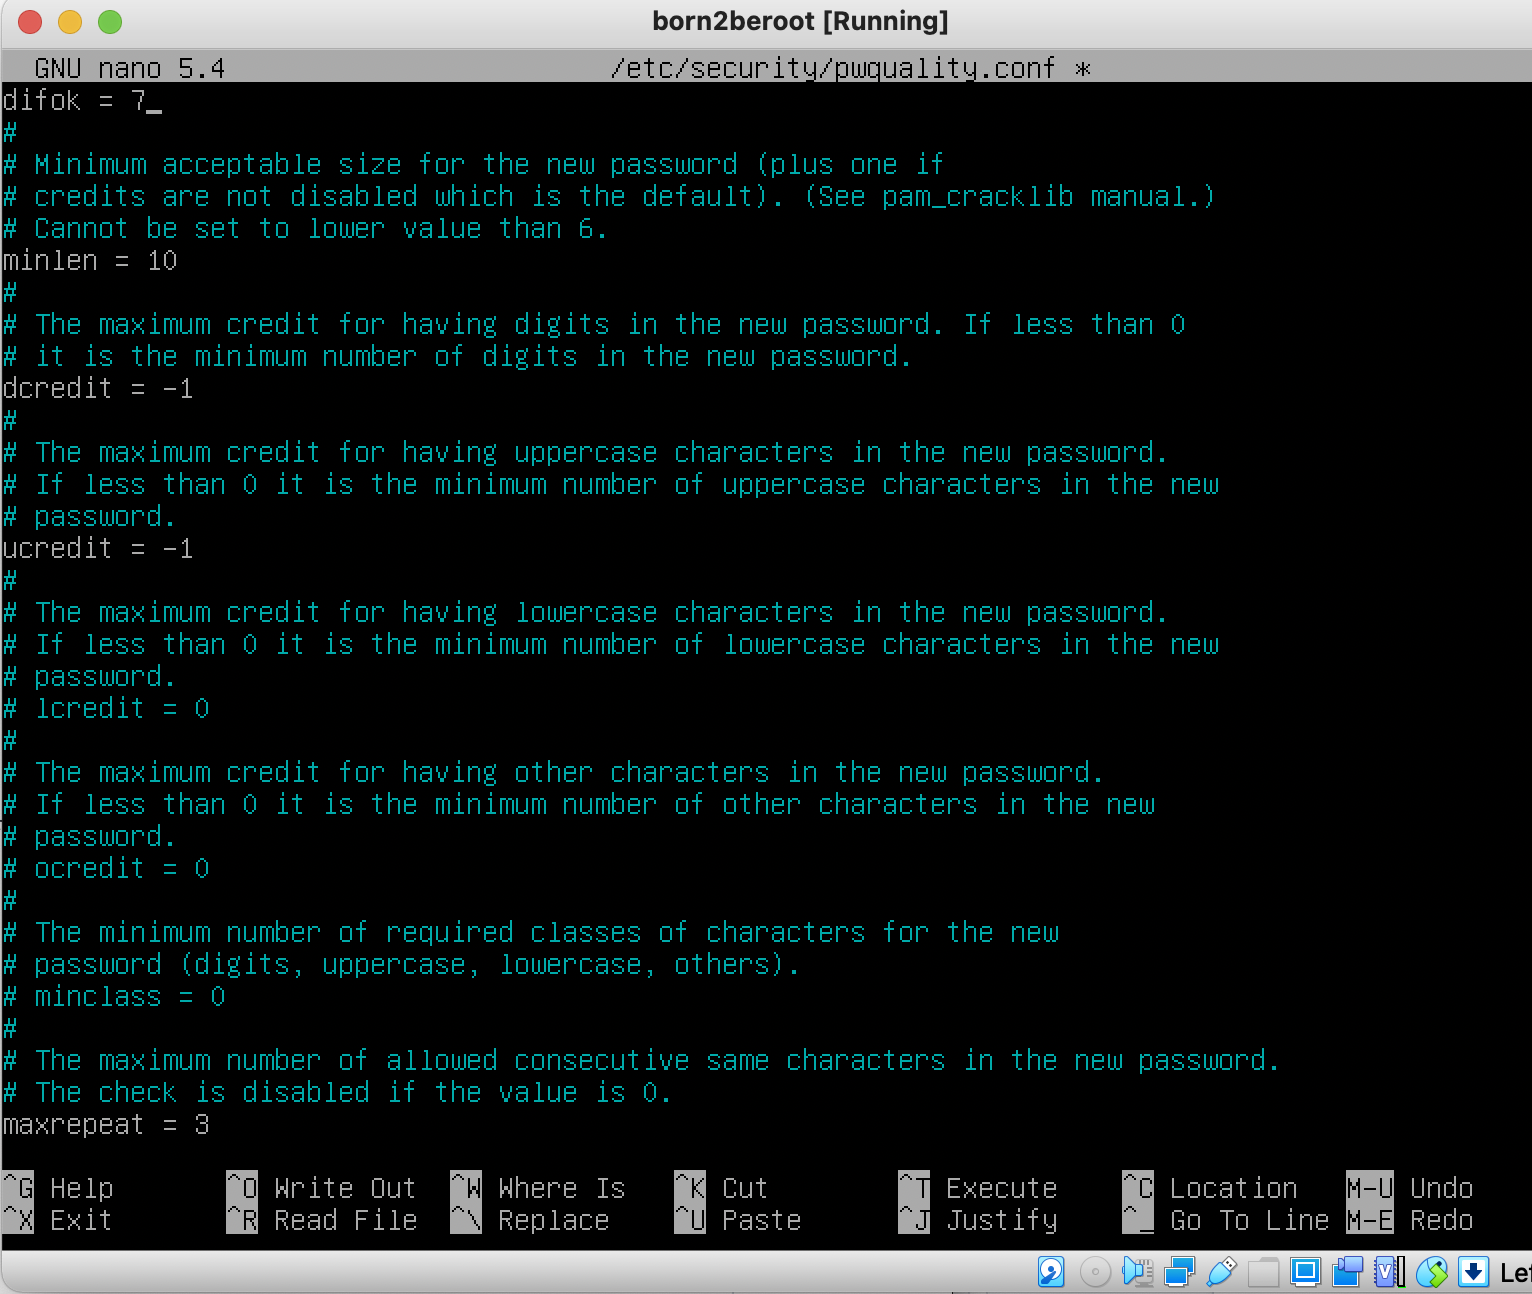 born2beroot [Running]
GNU nano 5.4 /etc/security/pwquality.conf *
difok = 7_
#
# Minimum acceptable size for the new password (plus one if
# credits are not disabled which is the default). (See pam_cracklib manual.)
# Cannot be set to lower value than 6.
minlen = 10
#
# The maximum credit for having digits in the new password. If less than 0
# it is the minimum number of digits in the new password.
dcredit = -1
#
# The maximum credit for having uppercase characters in the new password.
# If less than 0 it is the minimum number of uppercase characters in the new
# password.
ucredit = -1
#
# The maximum credit for having lowercase characters in the new password.
# If less than 0 it is the minimum number of lowercase characters in the new
# password.
# lcredit = 0
#
# The maximum credit for having other characters in the new password.
# If less than 0 it is the minimum number of other characters in the new
# password.
# ocredit = 0
#
# The minimum number of required classes of characters for the new
# password (digits, uppercase, lowercase, others).
# minclass = 0
#
# The maximum number of allowed consecutive same characters in the new password.
# The check is disabled if the value is 0.
maxrepeat = 3
^G Help ^O Write Out ^W Where Is ^K Cut ^T Execute ^C Location M-U Undo
^X Exit ^R Read File ^\ Replace ^U Paste ^J Justify ^_ Go To Line M-E Redo
Le